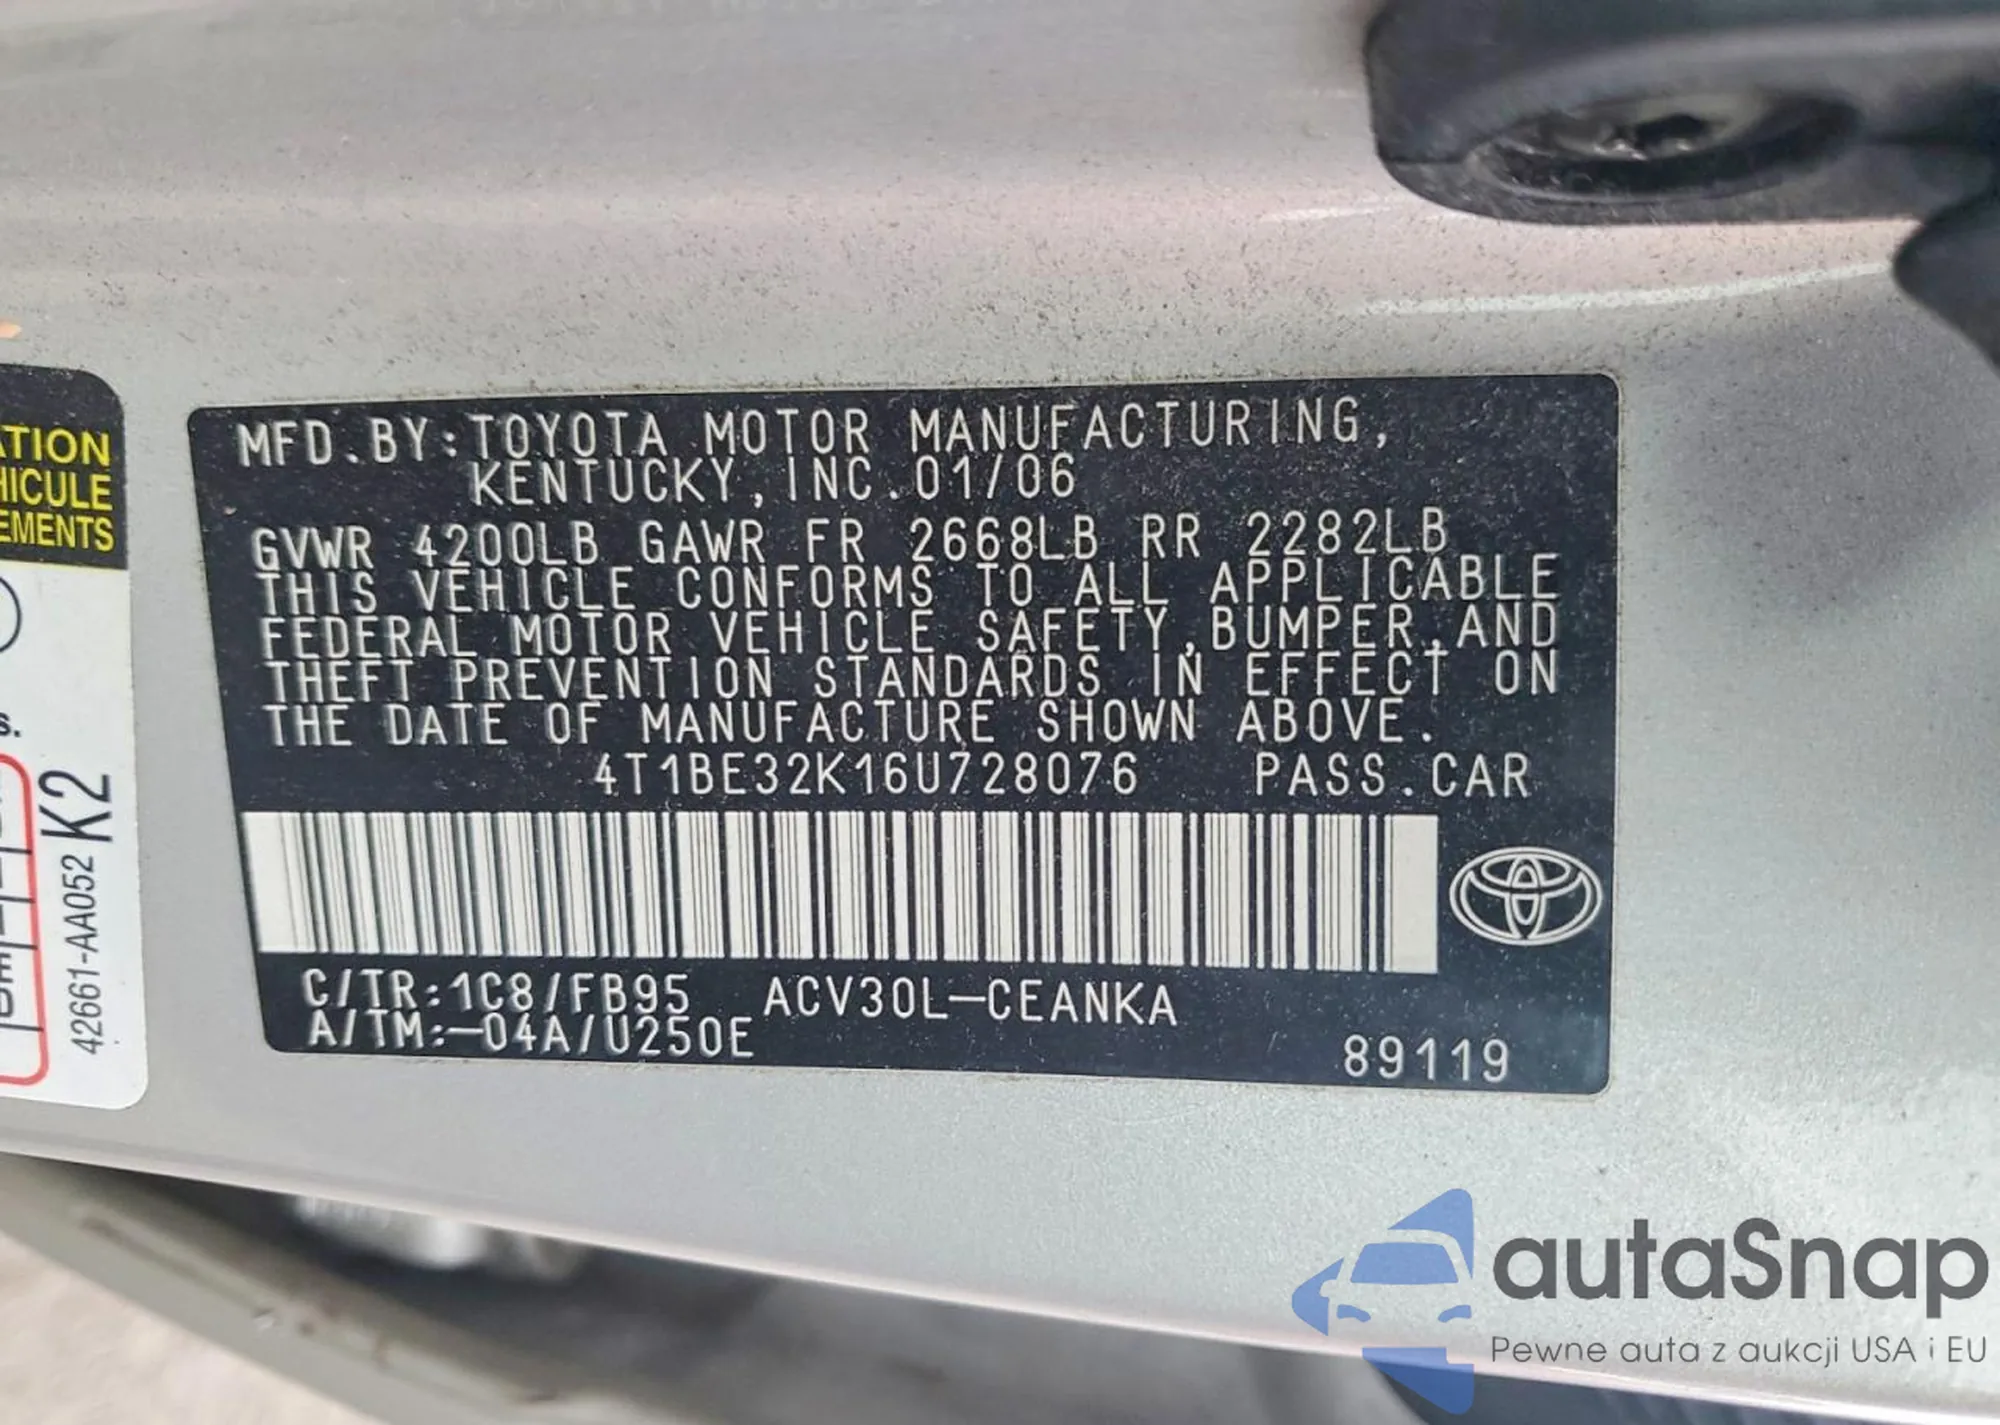 MFD.BY:TOYOTA MOTOR MANUFACTURING,
KENTUCKY,INC.01/06
GVWR 4200LB GAWR FR 2668LB RR 2282LB
THIS VEHICLE CONFORMS TO ALL APPLICABLE
FEDERAL MOTOR VEHICLE SAFETY,BUMPER,AND
THEFT PREVENTION STANDARDS IN EFFECT ON
THE DATE OF MANUFACTURE SHOWN ABOVE.
4T1BE32K16U728076 PASS.CAR
C/TR:1C8/FB95 ACV30L-CEANKA
A/TM:-04A/U250E
89119
ATION
HICULE
EMENTS
s.
K2
42661-AA052
autaSnap
Pewne auta z aukcji USA i EU